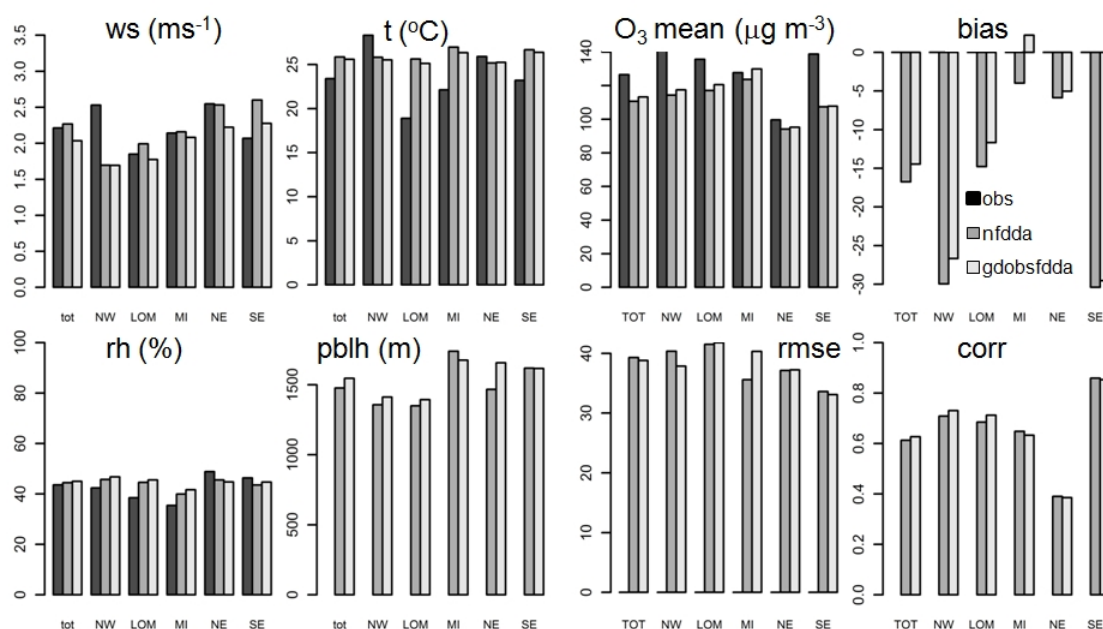 ws (ms-1)
0.0 0.5 1.0 1.5 2.0 2.5 3.0 3.5
tot NW LOM MI NE SE
t (oC)
0 5 10 15 20 25
tot NW LOM MI NE SE
O3 mean (μg m-3)
0 20 40 60 80 100 140
TOT NW LOM MI NE SE
bias
-30 -25 -20 -15 -10 -5 0
obs
nfdda
gdobsfdda
TOT NW LOM MI NE SE
rh (%)
0 20 40 60 80 100
tot NW LOM MI NE SE
pblh (m)
0 500 1000 1500
tot NW LOM MI NE SE
rmse
0 10 20 30 40
TOT NW LOM MI NE SE
corr
0.0 0.2 0.4 0.6 0.8 1.0
TOT NW LOM MI NE SE